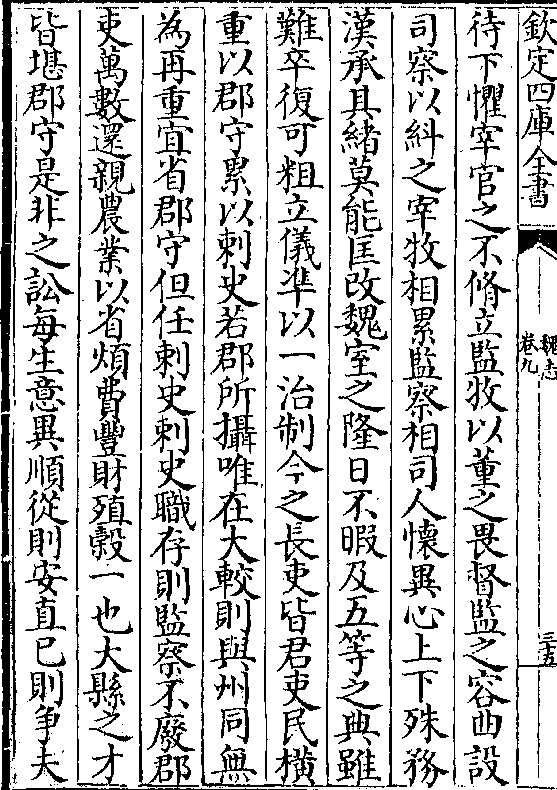 欽定四庫全書
魏志
卷九
三五
待下懼宰官之不脩立監牧以董之畏督監之容曲設
司察以糾之宰牧相累監察相司人懷異心上下殊務
漢承其緒莫能匡改魏室之隆日不暇及五等之典雖
難卒復可粗立儀凖以一治制今之長吏皆君吏民橫
重以郡守累以刺史若郡所攝唯在大較則與州同無
為再重宜省郡守但任刺史刺史職存則監察不廢郡
吏萬數還親農業以省煩費豐財殖糓一也大縣之才
皆堪郡守是非之訟每生意異順從則安直已則争夫